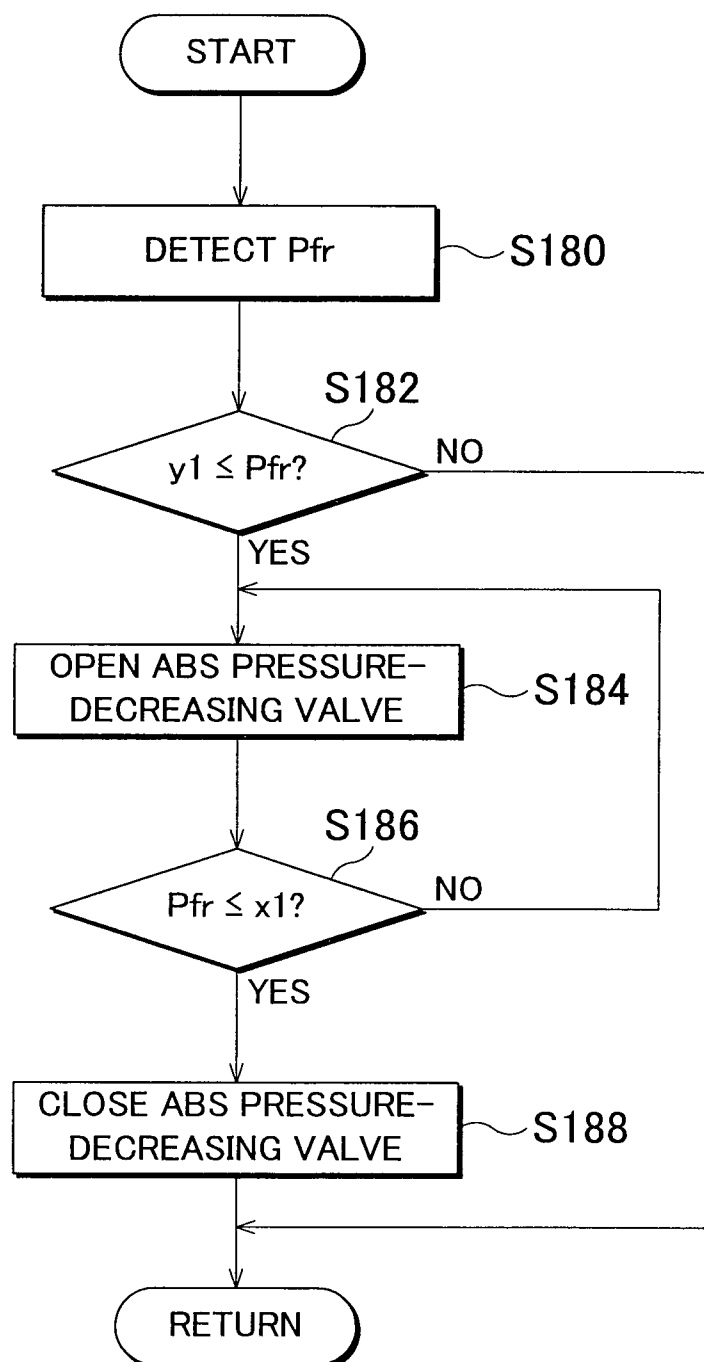 START
DETECT Pfr
S180
S182
y1 ≤ Pfr?
NO
YES
OPEN ABS PRESSURE-
DECREASING VALVE
S184
S186
Pfr ≤ x1?
NO
YES
CLOSE ABS PRESSURE-
DECREASING VALVE
S188
RETURN